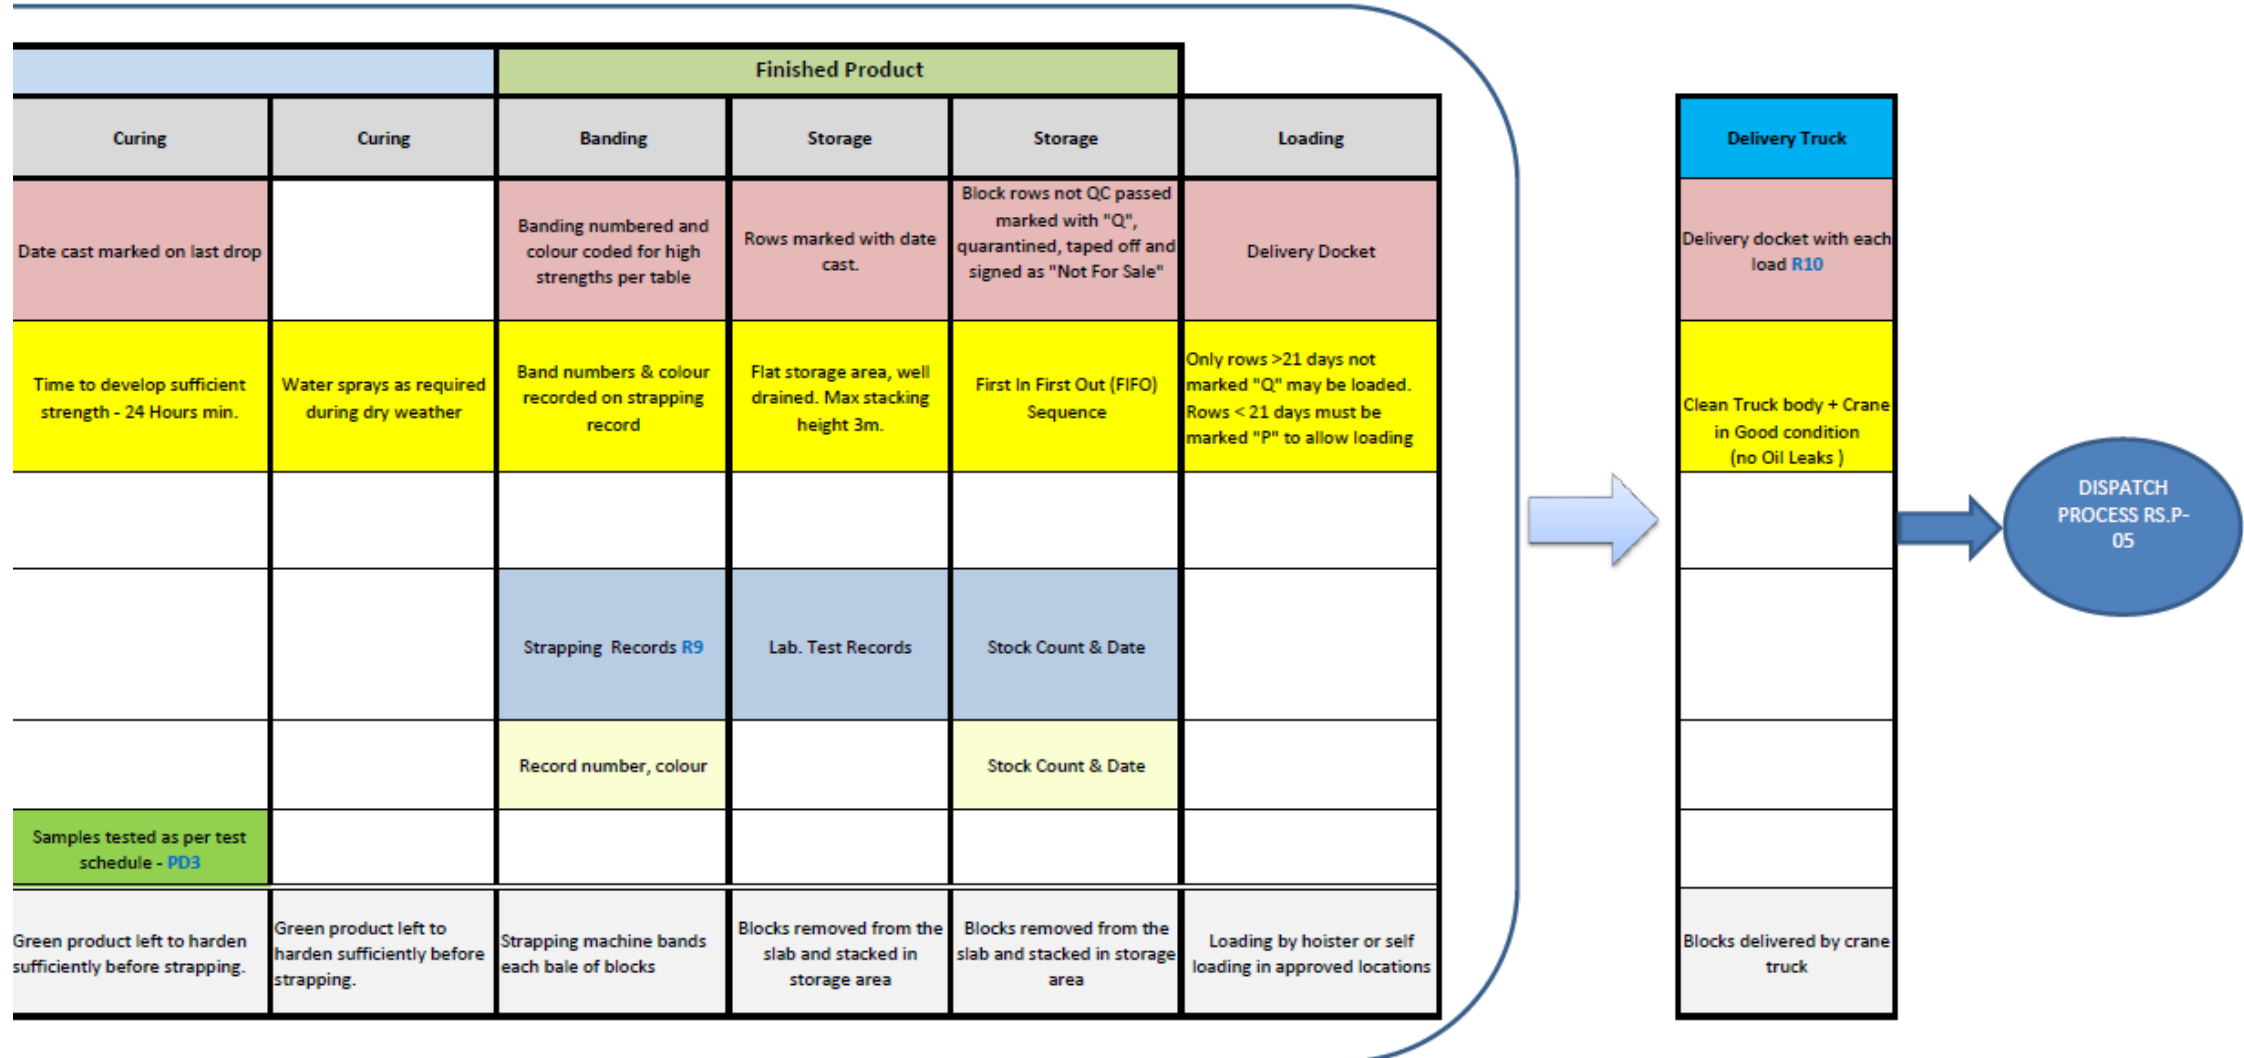 Finished Product
Curing
Curing
Banding
Storage
Storage
Loading
Delivery Truck
Date cast marked on last drop
Banding numbered and
colour coded for high
strengths per table
Rows marked with date
cast.
Block rows not QC passed
marked with "Q",
quarantined, taped off and
signed as "Not For Sale"
Delivery Docket
Delivery docket with each
load R10
Time to develop sufficient
strength - 24 Hours min.
Water sprays as required
during dry weather
Band numbers & colour
recorded on strapping
record
Flat storage area, well
drained. Max stacking
height 3m.
First In First Out (FIFO)
Sequence
Only rows >21 days not
marked "Q" may be loaded.
Rows < 21 days must be
marked "P" to allow loading
Clean Truck body + Crane
in Good condition
(no Oil Leaks )
DISPATCH
PROCESS RS.P-
05
Strapping Records R9
Lab. Test Records
Stock Count & Date
Record number, colour
Stock Count & Date
Samples tested as per test
schedule - PD3
Green product left to harden
sufficiently before strapping.
Green product left to
harden sufficiently before
strapping.
Strapping machine bands
each bale of blocks
Blocks removed from the
slab and stacked in
storage area
Blocks removed from the
slab and stacked in storage
area
Loading by hoister or self
loading in approved locations
Blocks delivered by crane
truck